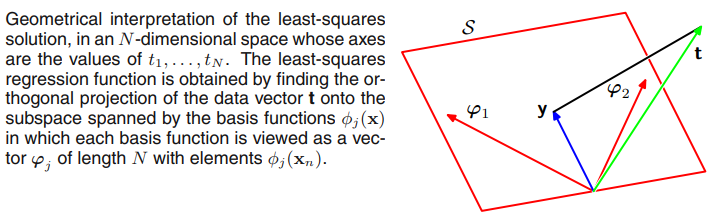 Geometrical interpretation of the least-squares
solution, in an N-dimensional space whose axes
are the values of t₁, . . . , t_N. The least-squares
regression function is obtained by finding the or-
thogonal projection of the data vector t onto the
subspace spanned by the basis functions ϕⱼ(x)
in which each basis function is viewed as a vec-
tor φⱼ of length N with elements ϕⱼ(xₙ).
S
t
φ₁
y
φ₂